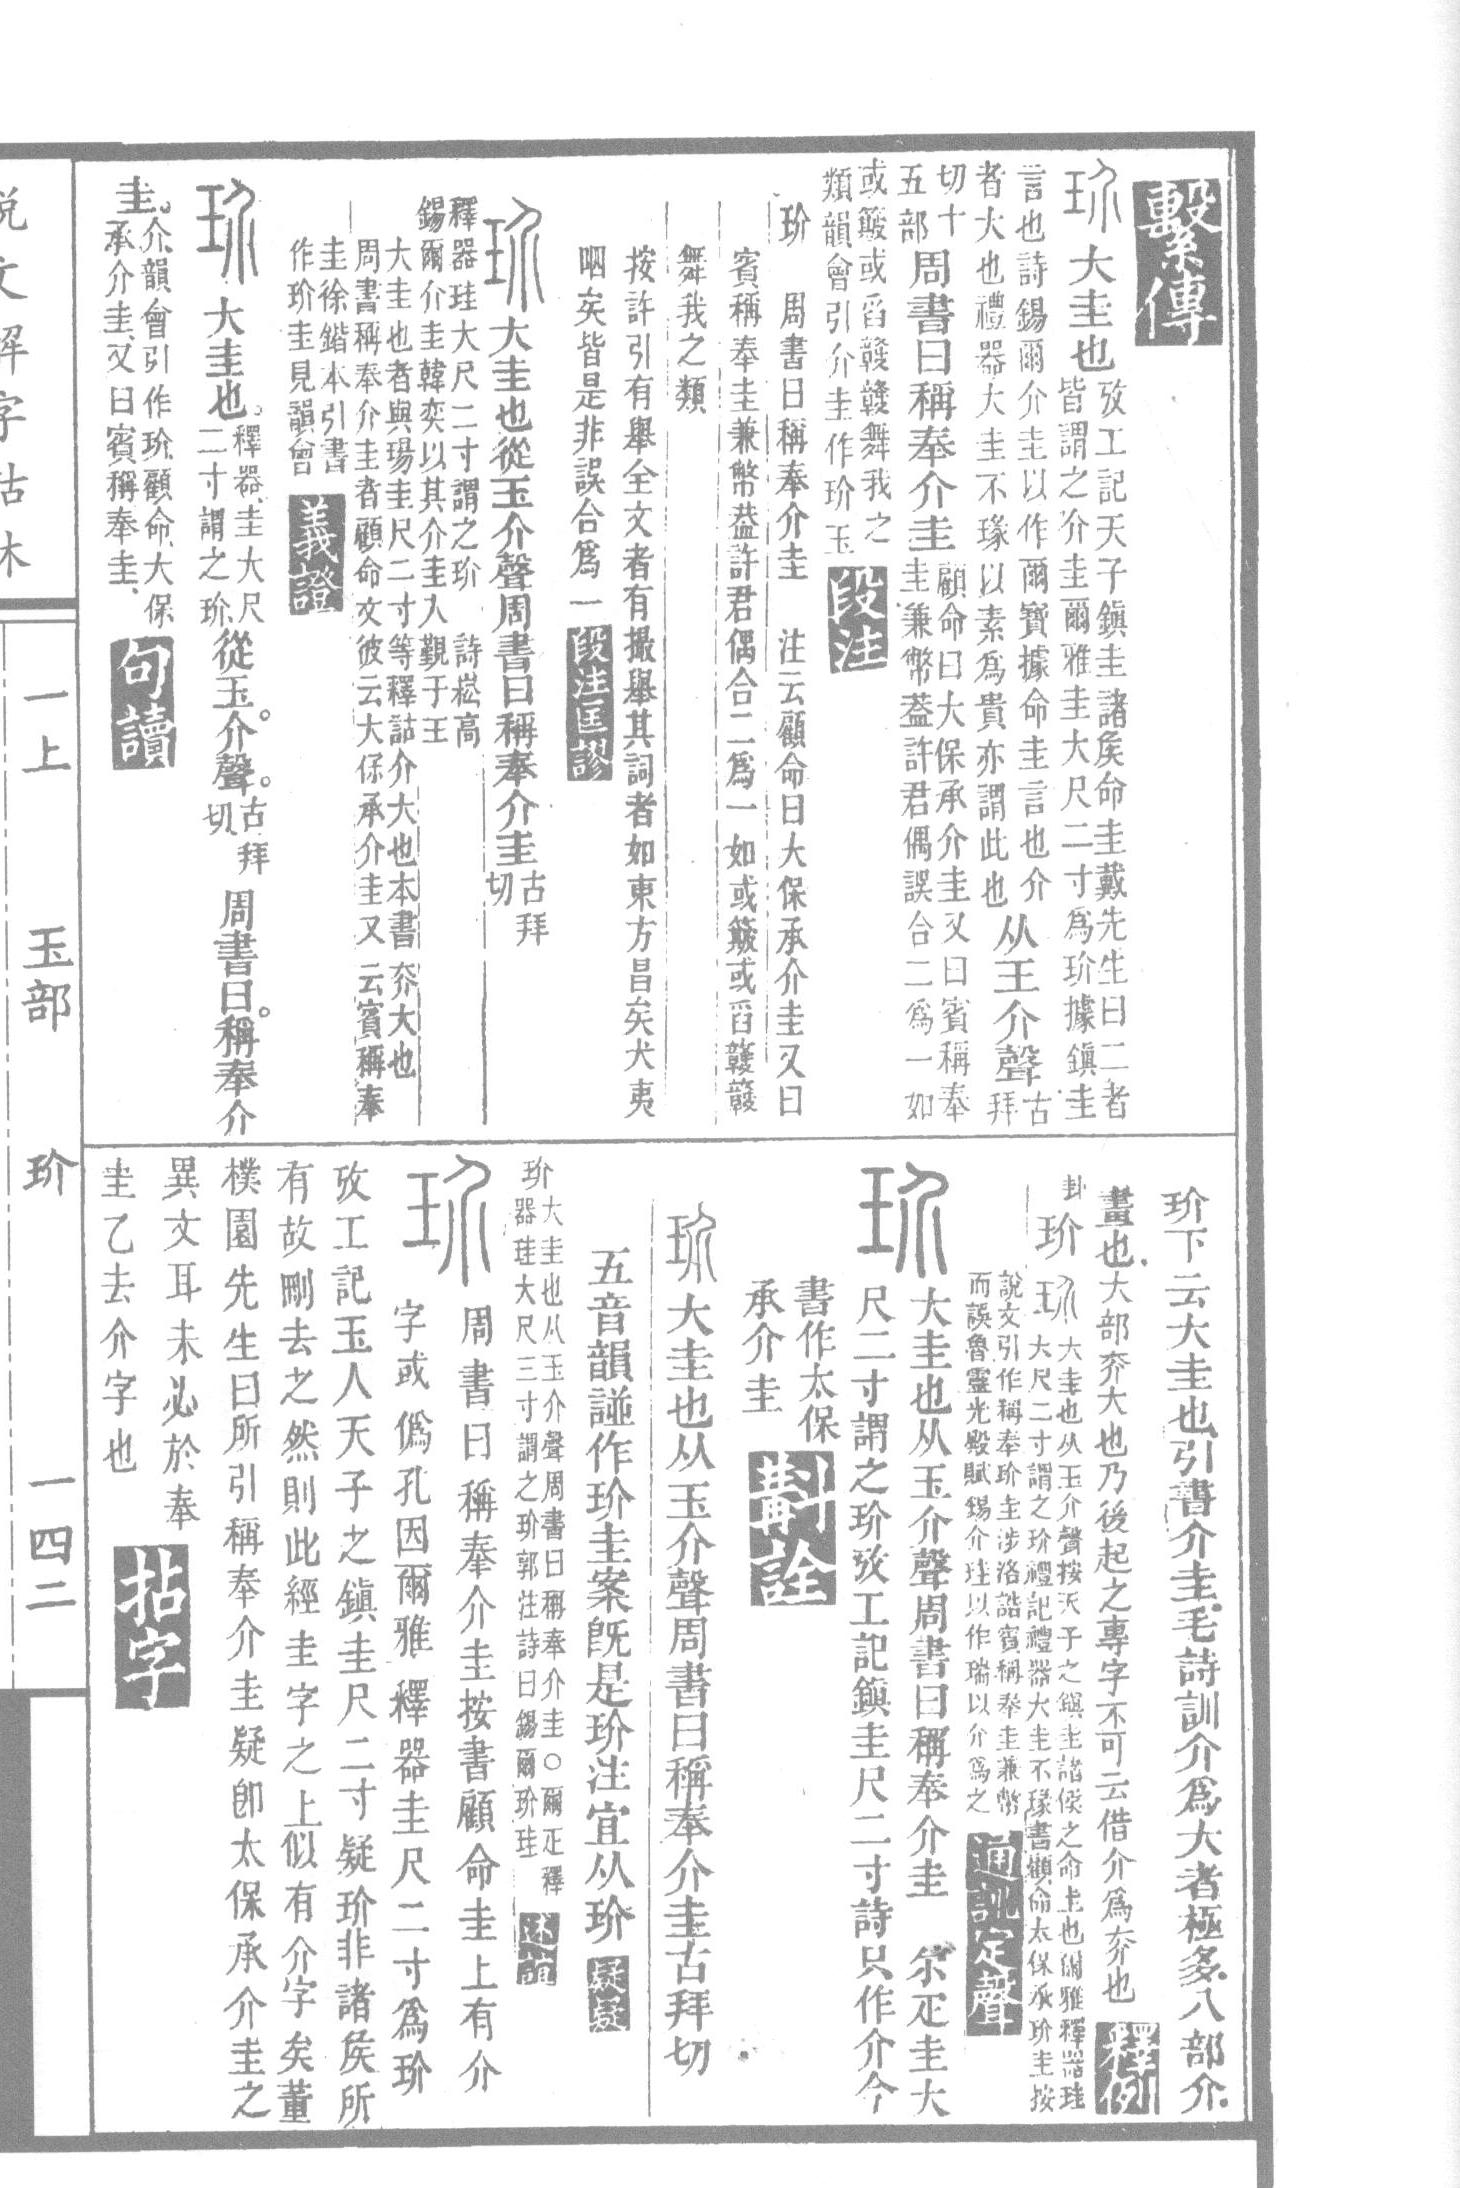 繫傳
玠大圭也
攷工記天子鎮圭諸矦命圭戴先生曰二者
皆謂之介圭爾雅圭大尺二寸爲玠據鎮圭
言也詩錫爾介圭以作爾寶據命圭言也介
者大也禮器大圭不瑑以素爲貴亦謂此也
从王介聲
古拜
切十
五部
周書曰稱奉介圭
顧命曰大保承介圭又曰賓稱奉
圭兼幣葢許君偶誤合二爲一如
或簸或舀竷竷舞我之
類韻會引介圭作玠玉
段注
玠 周書曰稱奉介圭 注云顧命曰大保承介圭又曰
賓稱奉圭兼幣葢許君偶合二爲一如或簸或舀竷竷
舞我之類
按許引有舉全文者有撮舉其詞者如東方昌矣犬夷
呬矣皆是非誤合爲一
段注匡謬
玠大圭也從玉介聲周書曰稱奉介圭
古拜
切
釋器珪大尺二寸謂之玠 詩崧高
錫爾介圭韓奕以其介圭入覲于王
大圭也者與瑒圭尺二寸等釋詁介大也本書夰大也
周書稱奉介圭者顧命文彼云大保承介圭又云賓稱奉
圭徐鍇本引書
作玠圭見韻會
義證
玠大圭也。
釋器、圭大尺
二寸謂之玠、
從玉。介聲。
古拜
切
周書曰。稱奉介
圭。
介、韻會引作玠、顧命、大保
承介圭、又曰、賓稱奉圭、
句讀
玠下云大圭也引書介圭毛詩訓介爲大者極多八部介
畫也大部夰大也乃後起之專字不可云借介爲夰也
釋例
卦
玠 玠
大圭也从玉介聲按天子之鎮圭諸侯之命圭也爾雅釋器珪
大尺二寸謂之玠禮記禮器大圭不瑑書顧命太保承玠圭按
說文引作稱奉玠圭涉洛誥賓稱奉圭兼幣
而誤魯靈光殿賦錫介珪以作瑞以介爲之
通訓定聲
玠
大圭也从玉介聲周書曰稱奉介圭 尔疋圭大
尺二寸謂之玠攷工記鎮圭尺二寸詩只作介今
書作太保
承介圭
斠詮
玠大圭也从玉介聲周書曰稱奉介圭古拜切
五音韻譜作玠圭案旣是玠注宜从玠
疑疑
玠
大圭也从玉介聲周書曰稱奉介圭〇爾疋釋
器珪大尺三寸謂之玠郭注詩曰錫爾玠珪
述誼
玠
周書曰稱奉介圭按書顧命圭上有介
字或僞孔因爾雅釋器圭尺二寸爲玠
攷工記玉人天子之鎮圭尺二寸疑玠非諸矦所
有故刪去之然則此經圭字之上似有介字矣董
樸園先生曰所引稱奉介圭疑卽太保承介圭之
異文耳未必於奉
圭乙去介字也
拈字
說文解字詁林
一上 玉部 玠 一四二